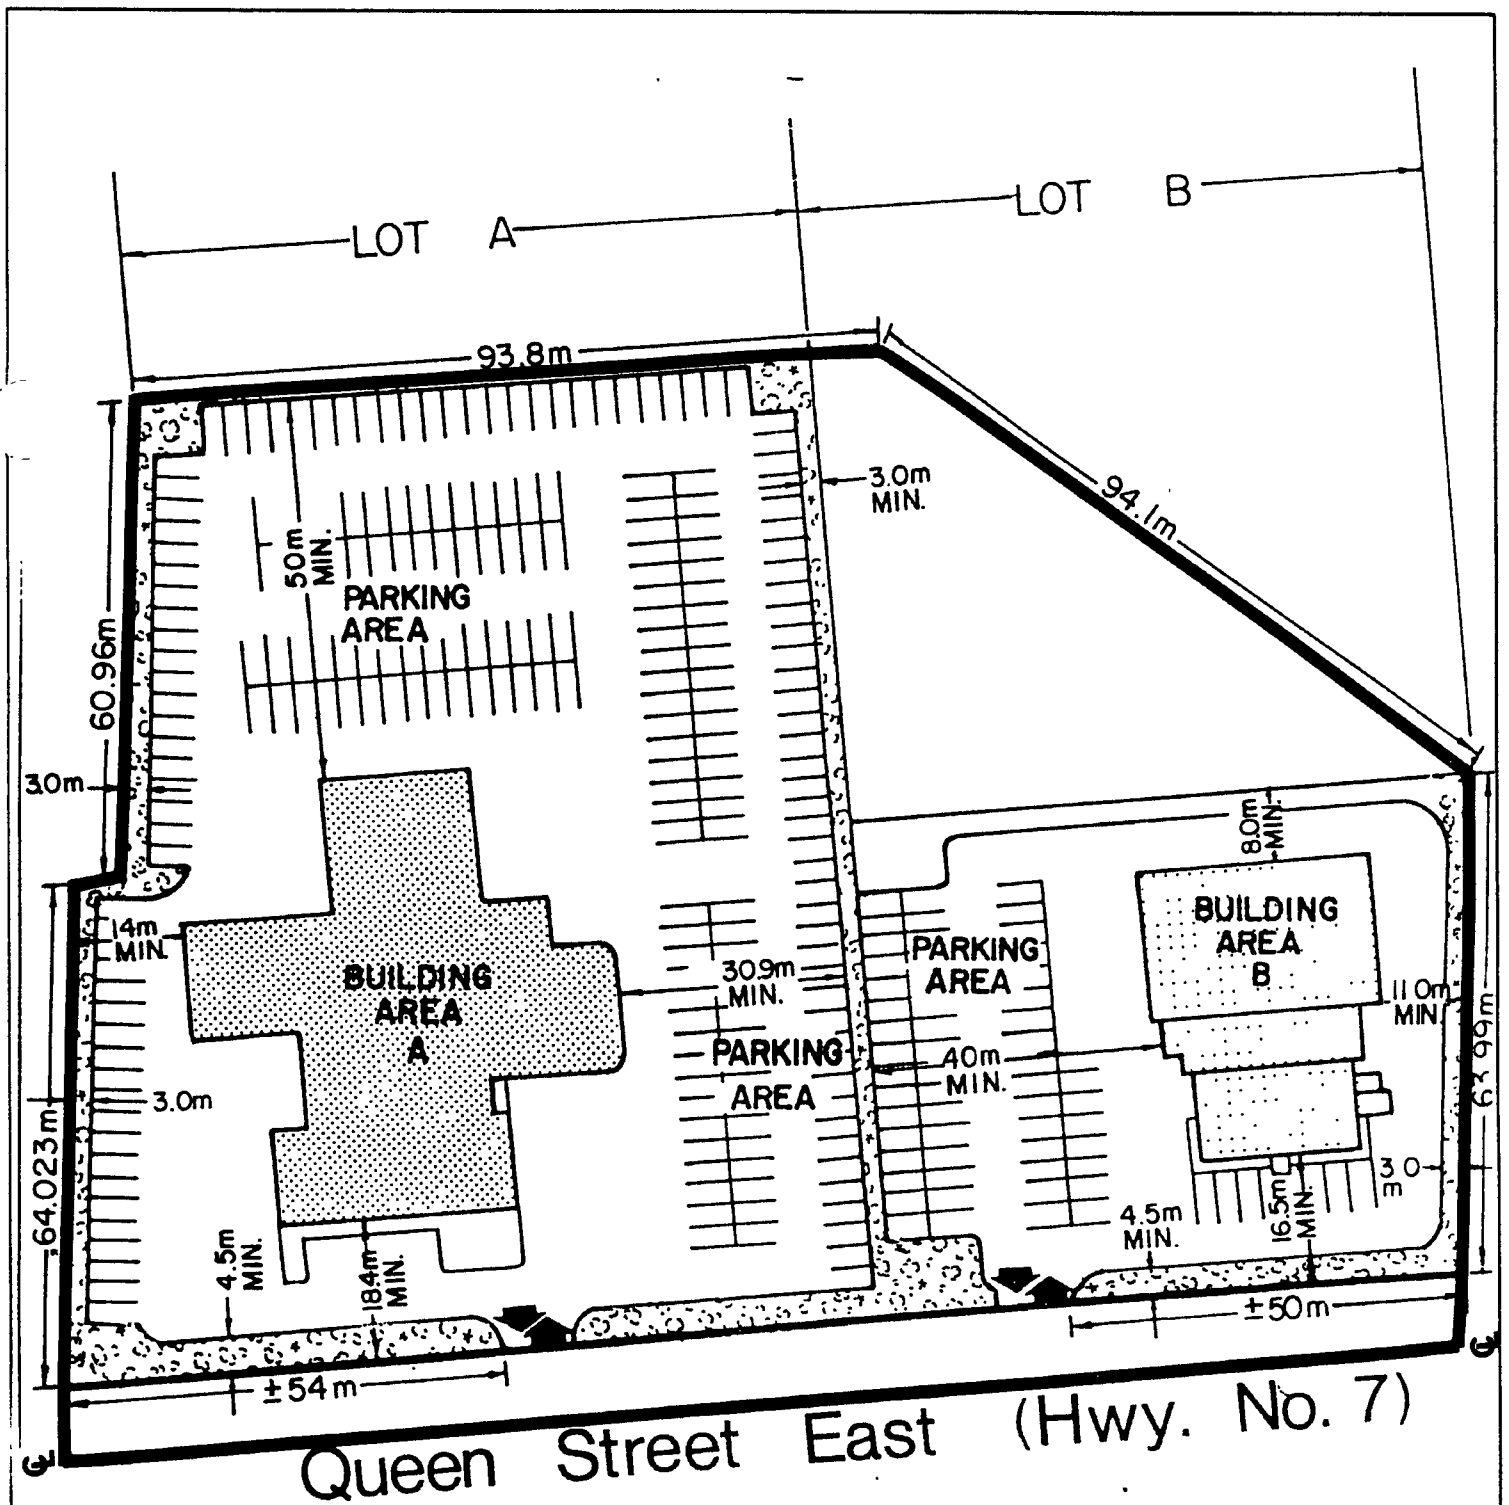 LOT A
LOT B
93.8m
94.1m
3.0m
MIN.
50m
MIN.
PARKING
AREA
60.96m
3.0m
8.0m
MIN.
14m
MIN.
BUILDING
AREA
A
30.9m
MIN.
PARKING
AREA
PARKING
AREA
BUILDING
AREA
B
11.0m
MIN.
40m
MIN.
3.0m
64.023m
3.0
m
4.5m
MIN.
16.5m
MIN.
4.5m
MIN.
18.4m
MIN.
±50m
±54m
Queen Street East (Hwy. No. 7)